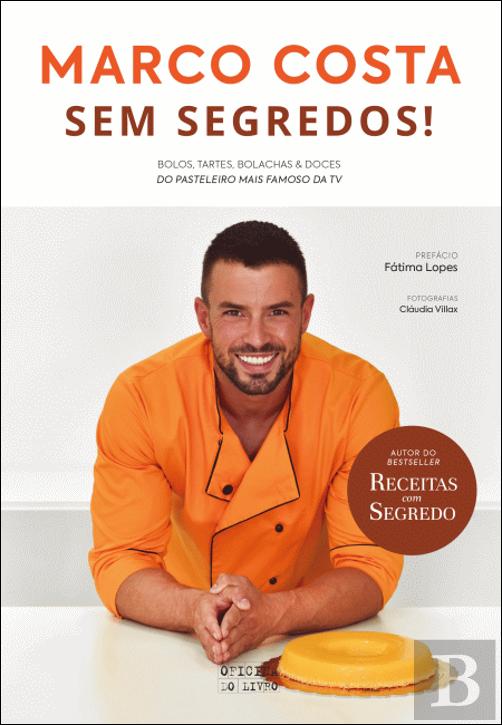 MARCO COSTA
SEM SEGREDOS!
BOLOS, TARTES, BOLACHAS & DOCES
DO PASTELEIRO MAIS FAMOSO DA TV
PREFÁCIO
Fátima Lopes
FOTOGRAFIAS
Cláudia Villax
AUTOR DO
BESTSELLER
RECEITAS
com
SEGREDO
OFICINA
DO LIVRO
B